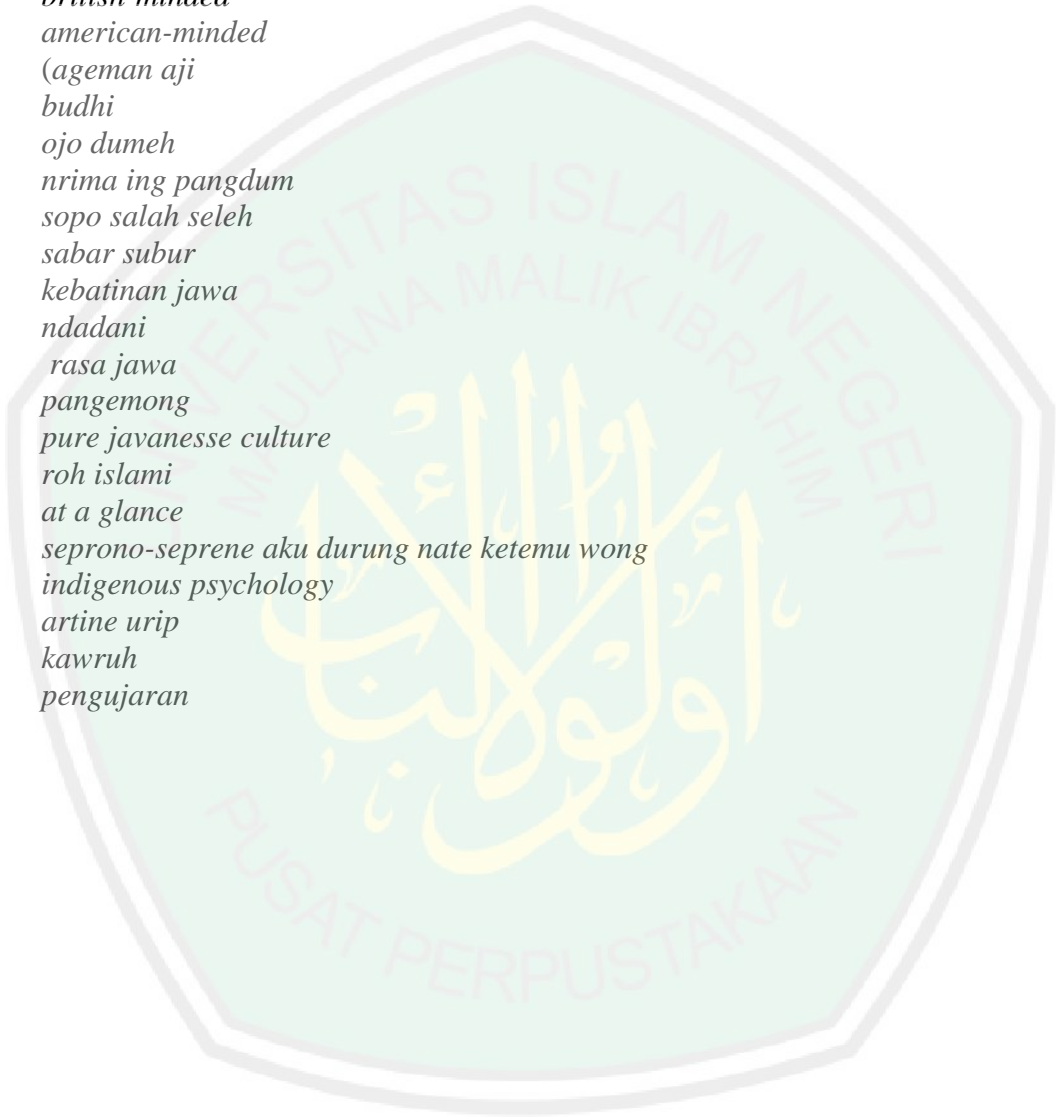 british-minded
american-minded
(ageman aji
budhi
ojo dumeh
nrima ing pangdum
sopo salah seleh
sabar subur
kebatinan jawa
ndadani
rasa jawa
pangemong
pure javanesse culture
roh islami
at a glance
seprono-seprene aku durung nate ketemu wong
indigenous psychology
artine urip
kawruh
pengujaran
UNIVERSITAS ISLAM NEGERI
MAULANA MALIK IBRAHIM
PUSAT PERPUSTAKAAN